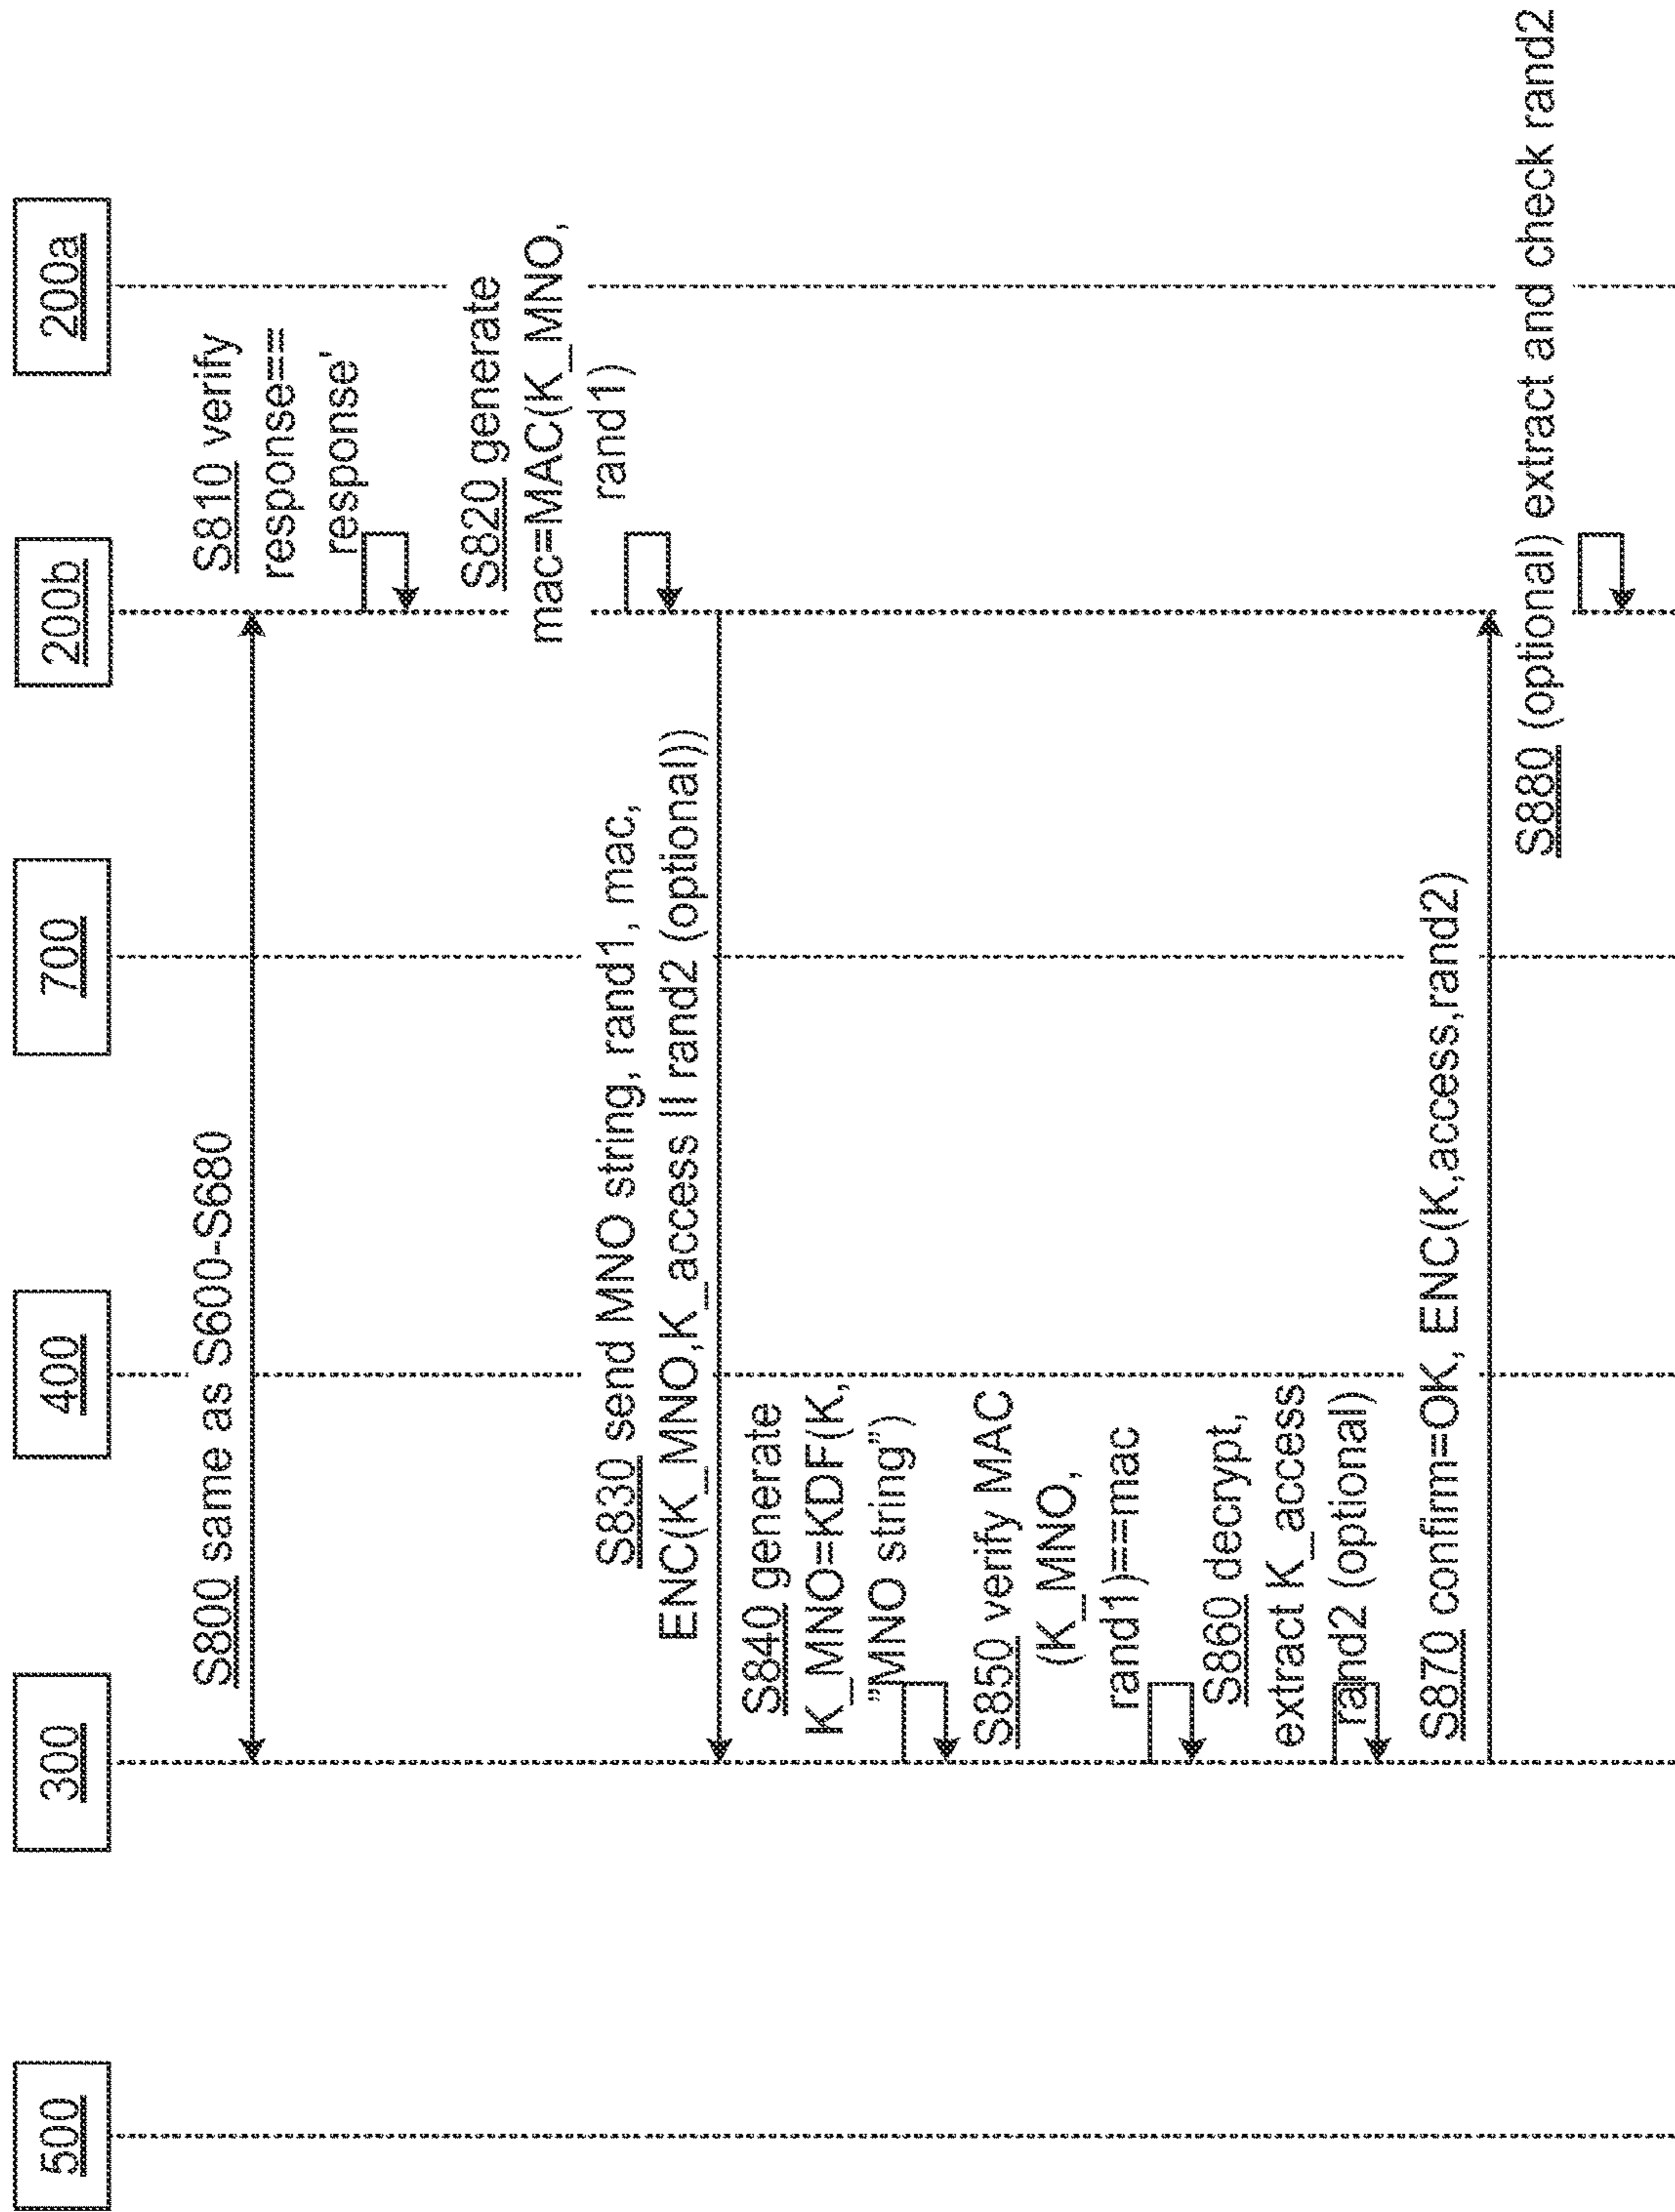 500
300
400
700
200b
200a
S800 same as S600-S680
S810 verify
response==
response'
S820 generate
mac=MAC(K_MNO,
rand1)
S830 send MNO string, rand1, mac,
ENC(K_MNO,K_access II rand2 (optional))
S840 generate
K_MNO=KDF(K,
"MNO string")
S850 verify MAC
(K_MNO,
rand1)==mac
S860 decrypt,
extract K_access,
rand2 (optional)
S870 confirm=OK, ENC(K,access,rand2)
S880 (optional) extract and check rand2